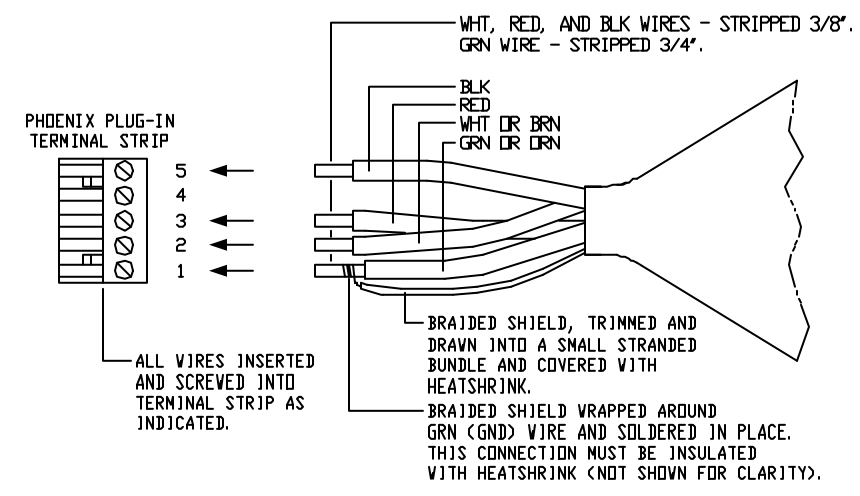 WHT, RED, AND BLK WIRES - STRIPPED 3/8".
GRN WIRE - STRIPPED 3/4".
BLK
RED
WHT OR BRN
GRN OR ORN
PHOENIX PLUG-IN
TERMINAL STRIP
5
4
3
2
1
BRAIDED SHIELD, TRIMMED AND
DRAWN INTO A SMALL STRANDED
BUNDLE AND COVERED WITH
HEATSHRINK.
ALL WIRES INSERTED
AND SCREWED INTO
TERMINAL STRIP AS
INDICATED.
BRAIDED SHIELD WRAPPED AROUND
GRN (GND) WIRE AND SOLDERED IN PLACE.
THIS CONNECTION MUST BE INSULATED
WITH HEATSHRINK (NOT SHOWN FOR CLARITY).